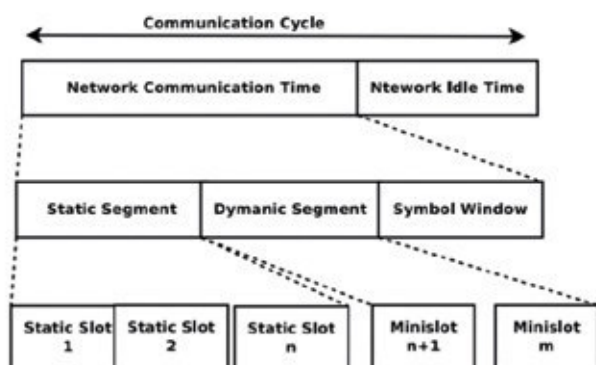 Communication Cycle
Network Communication Time
Ntework Idle Time
Static Segment
Dymanic Segment
Symbol Window
Static Slot
1
Static Slot
2
Static Slot
n
Minislot
n+1
Minislot
m